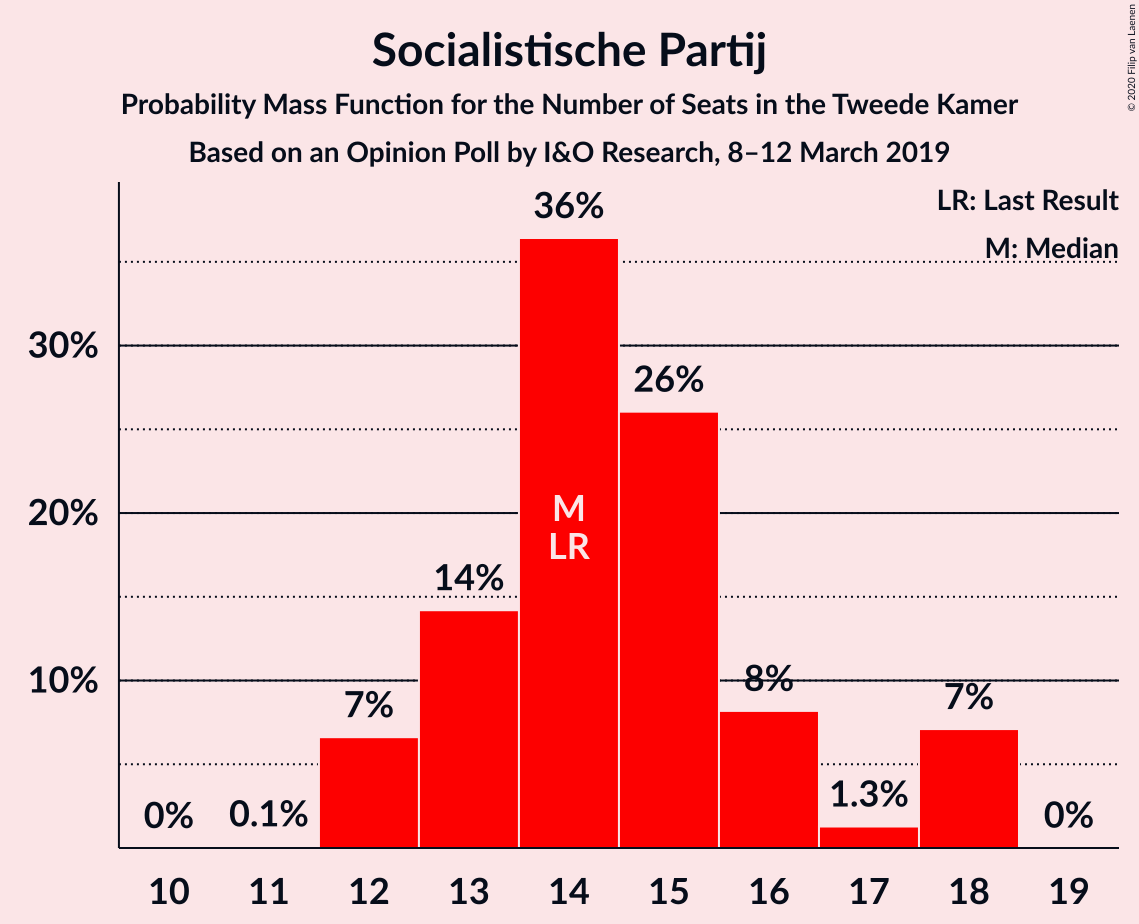 Socialistische Partij
Probability Mass Function for the Number of Seats in the Tweede Kamer
Based on an Opinion Poll by I&O Research, 8–12 March 2019
© 2020 Filip van Laenen
LR: Last Result
M: Median
36%
30%
26%
20%
M
LR
14%
10%
8%
7%
7%
1.3%
0%
0.1%
0%
10 11 12 13 14 15 16 17 18 19